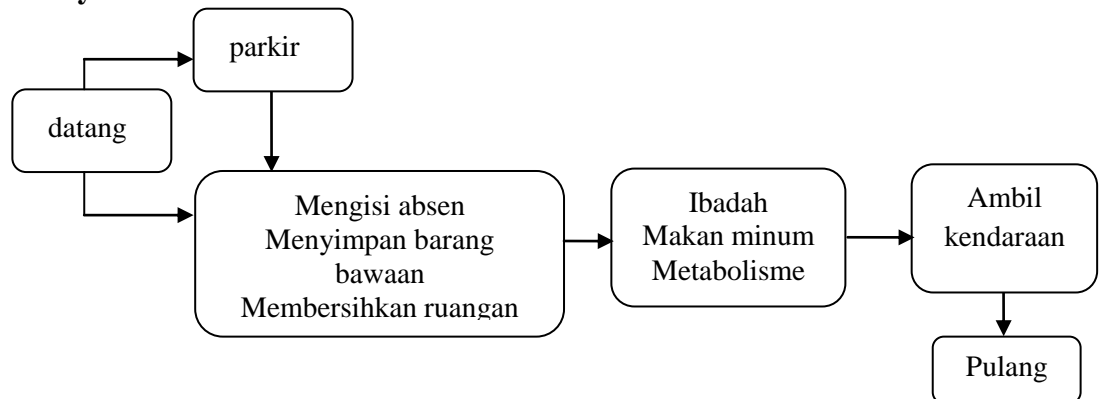 parkir
datang
Mengisi absen
Menyimpan barang
bawaan
Membersihkan ruangan
Ibadah
Makan minum
Metabolisme
Ambil
kendaraan
Pulang